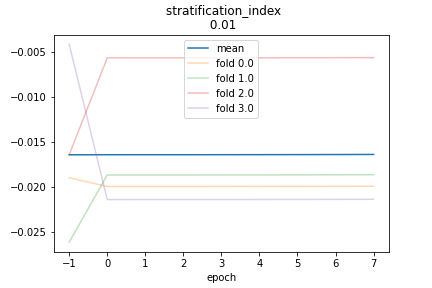 stratification_index
0.01
−0.005
−0.010
−0.015
−0.020
−0.025
mean
fold 0.0
fold 1.0
fold 2.0
fold 3.0
−1 0 1 2 3 4 5 6 7
epoch